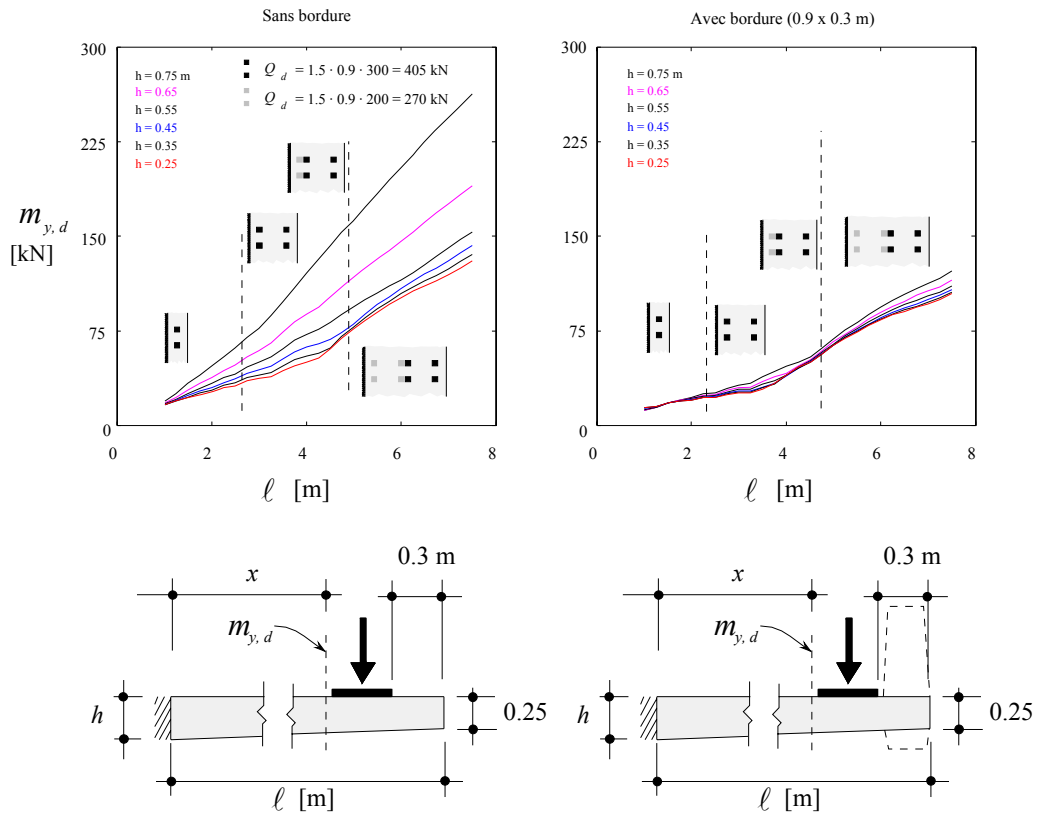 Sans bordure
300
225
150
75
0
h = 0.75 m
h = 0.65
h = 0.55
h = 0.45
h = 0.35
h = 0.25
Q d = 1.5 · 0.9 · 300 = 405 kN
Q d = 1.5 · 0.9 · 200 = 270 kN
m y, d
[kN]
0 2 4 6 8
ℓ [m]
Avec bordure (0.9 x 0.3 m)
300
225
150
75
0
h = 0.75 m
h = 0.65
h = 0.55
h = 0.45
h = 0.35
h = 0.25
0 2 4 6 8
ℓ [m]
0.3 m
x
m y, d
h
0.25
ℓ [m]
0.3 m
x
m y, d
h
0.25
ℓ [m]